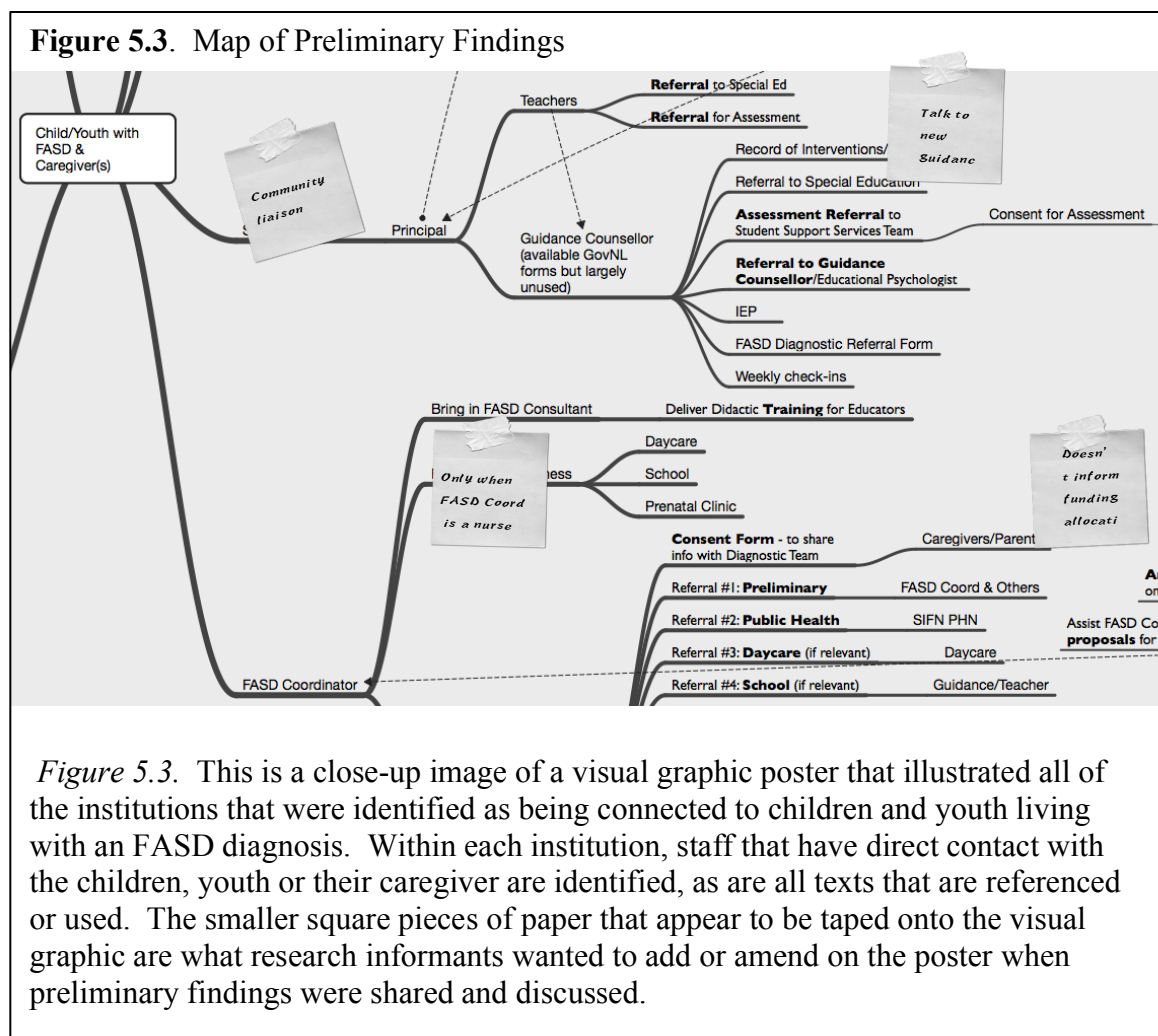 Figure 5.3. Map of Preliminary Findings
Child/Youth with
FASD &
Caregiver(s)
Community
liaison
Principal
Teachers
Referral to Special Ed
Referral for Assessment
Guidance Counsellor
(available GovNL
forms but largely
unused)
Record of Interventions/
Referral to Special Education
Assessment Referral to
Student Support Services Team
Consent for Assessment
Referral to Guidance
Counsellor/Educational Psychologist
IEP
FASD Diagnostic Referral Form
Weekly check-ins
Talk to
new
Guidanc
Bring in FASD Consultant
Deliver Didactic Training for Educators
Only when
FASD Coord
is a nurse
Daycare
School
Prenatal Clinic
Doesn'
t inform
funding
allocati
Consent Form - to share
info with Diagnostic Team
Caregivers/Parent
Referral #1: Preliminary
FASD Coord & Others
Referral #2: Public Health
SIFN PHN
Referral #3: Daycare (if relevant)
Daycare
Referral #4: School (if relevant)
Guidance/Teacher
Assist FASD Co
proposals for
FASD Coordinator
Figure 5.3. This is a close-up image of a visual graphic poster that illustrated all of
the institutions that were identified as being connected to children and youth living
with an FASD diagnosis. Within each institution, staff that have direct contact with
the children, youth or their caregiver are identified, as are all texts that are referenced
or used. The smaller square pieces of paper that appear to be taped onto the visual
graphic are what research informants wanted to add or amend on the poster when
preliminary findings were shared and discussed.